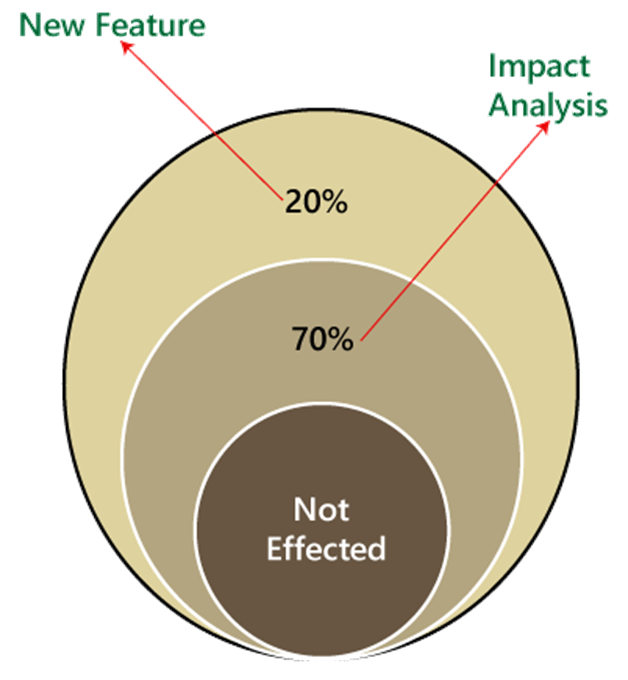 New Feature
Impact
Analysis
20%
70%
Not
Effected